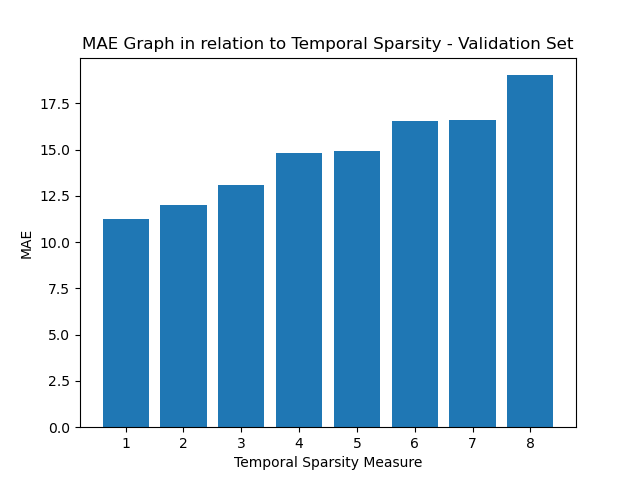 MAE Graph in relation to Temporal Sparsity - Validation Set
17.5
15.0
12.5
10.0
7.5
5.0
2.5
0.0
MAE
1 2 3 4 5 6 7 8
Temporal Sparsity Measure